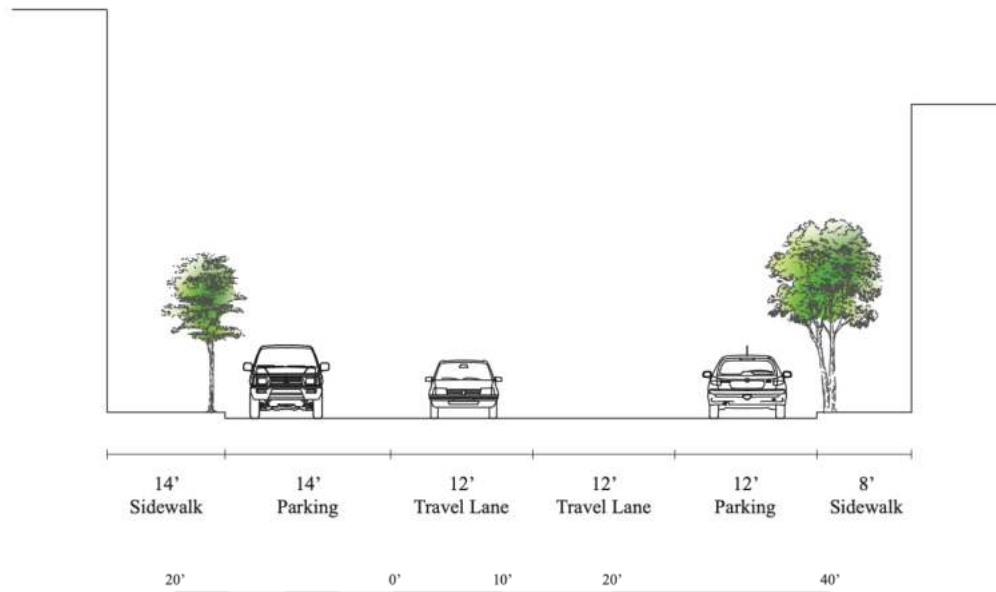 14’ 14’ 12’ 12’ 12’ 8’
Sidewalk Parking Travel Lane Travel Lane Parking Sidewalk
20’ 0’ 10’ 20’ 40’